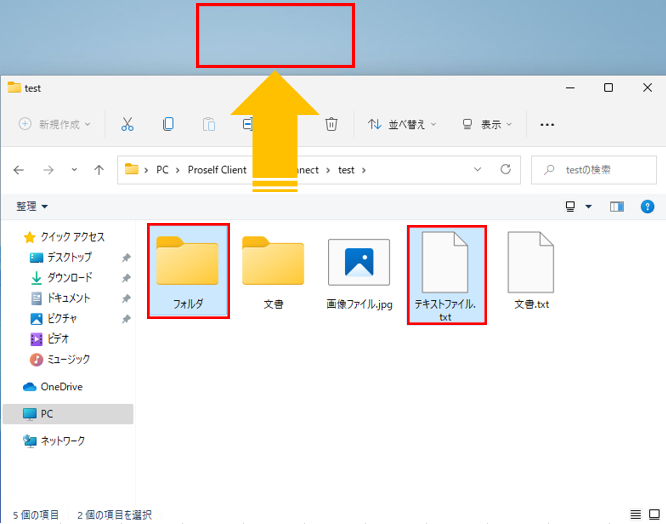 test
新規作成
並べ替え
表示
PC
Proself Client
nnect
test
testの検索
整理
クイック アクセス
デスクトップ
ダウンロード
ドキュメント
ピクチャ
ビデオ
ミュージック
OneDrive
PC
ネットワーク
フォルダ
文書
画像ファイル.jpg
テキストファイル.
txt
文書.txt
5 個の項目
2 個の項目を選択